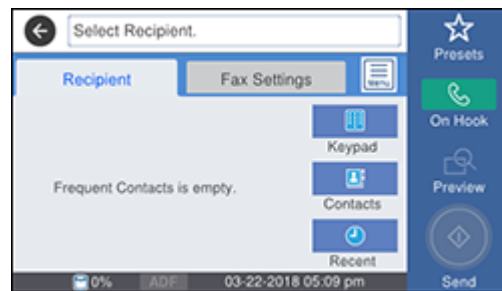 Select Recipient.
Presets
Recipient
Fax Settings
Menu
On Hook
Keypad
Frequent Contacts is empty.
Contacts
Preview
Recent
0%
ADF
03-22-2018 05:09 pm
Send